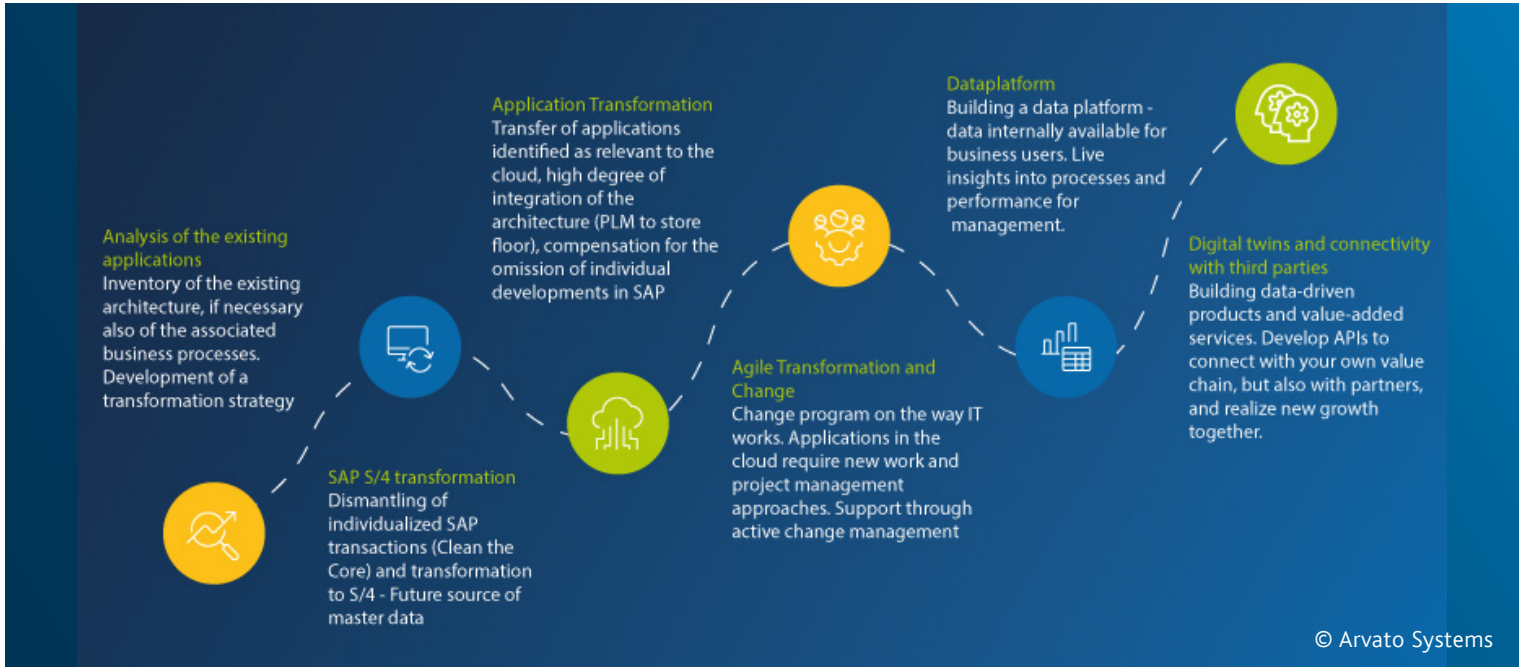 Analysis of the existing
applications
Inventory of the existing
architecture, if necessary
also of the associated
business processes.
Development of a
transformation strategy
SAP S/4 transformation
Dismantling of
individualized SAP
transactions (Clean the
Core) and transformation
to S/4 - Future source of
master data
Application Transformation
Transfer of applications
identified as relevant to the
cloud, high degree of
integration of the
architecture (PLM to store
floor), compensation for the
omission of individual
developments in SAP
Agile Transformation and
Change
Change program on the way IT
works. Applications in the
cloud require new work and
project management
approaches. Support through
active change management
Dataplatform
Building a data platform -
data internally available for
business users. Live
insights into processes and
performance for
management.
Digital twins and connectivity
with third parties
Building data-driven
products and value-added
services. Develop APIs to
connect with your own value
chain, but also with partners,
and realize new growth
together.
© Arvato Systems